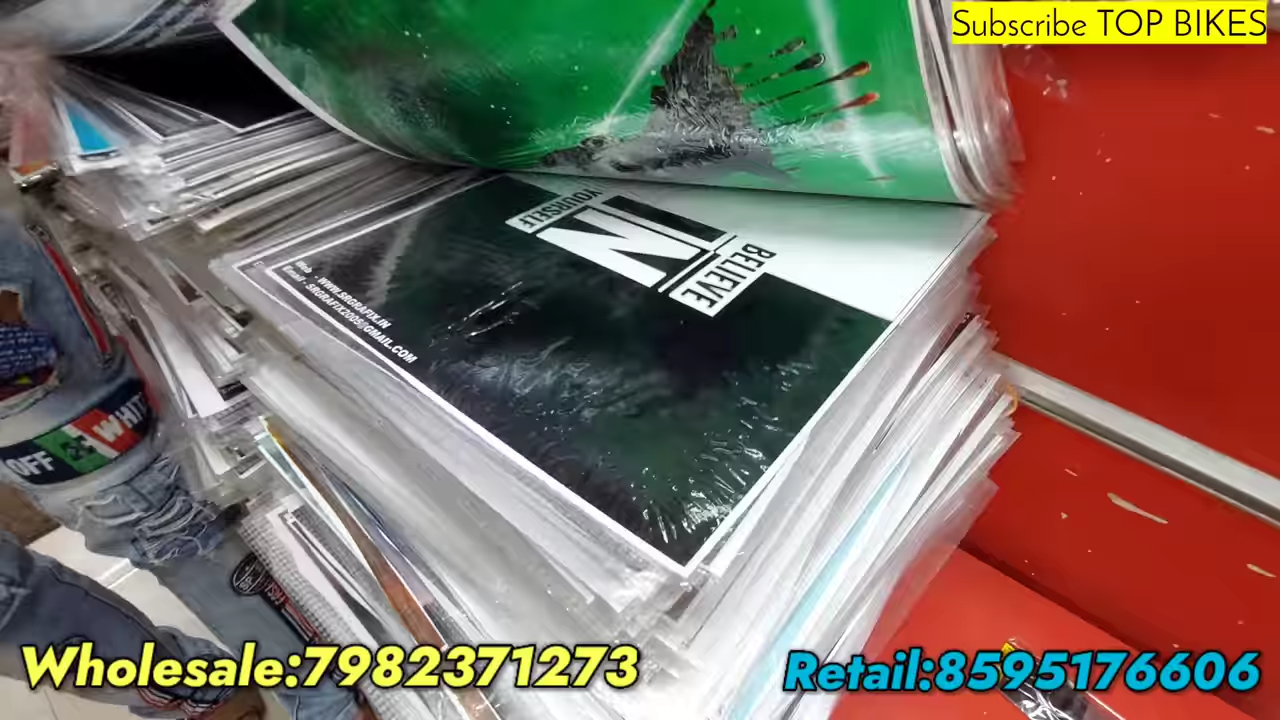 Subscribe TOP BIKES
BELIEVE
IN
YOURSELF
Web - WWW.SRGRAFIX.IN
Email - SRGRAFIX2005@GMAIL.COM
OFF
WHITE
Wholesale:7982371273
Retail:8595176606